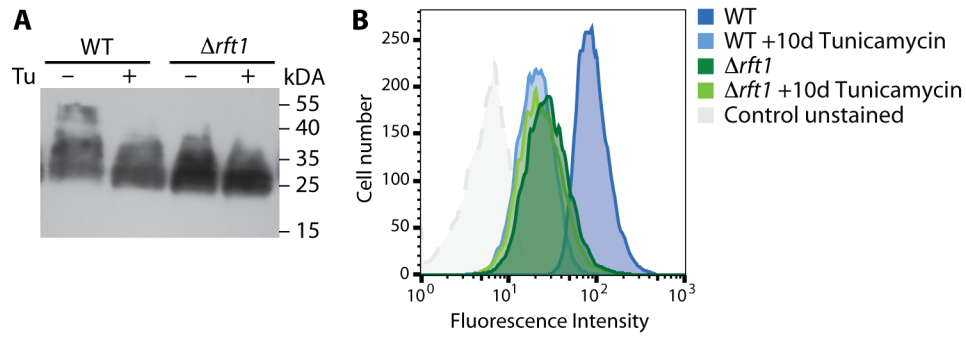 A
WT Δrft1
Tu – + – + kDA
55
40
35
25
15
B
250
200
150
100
50
0
Cell number
10⁰ 10¹ 10² 10³
Fluorescence Intensity
WT
WT +10d Tunicamycin
Δrft1
Δrft1 +10d Tunicamycin
Control unstained